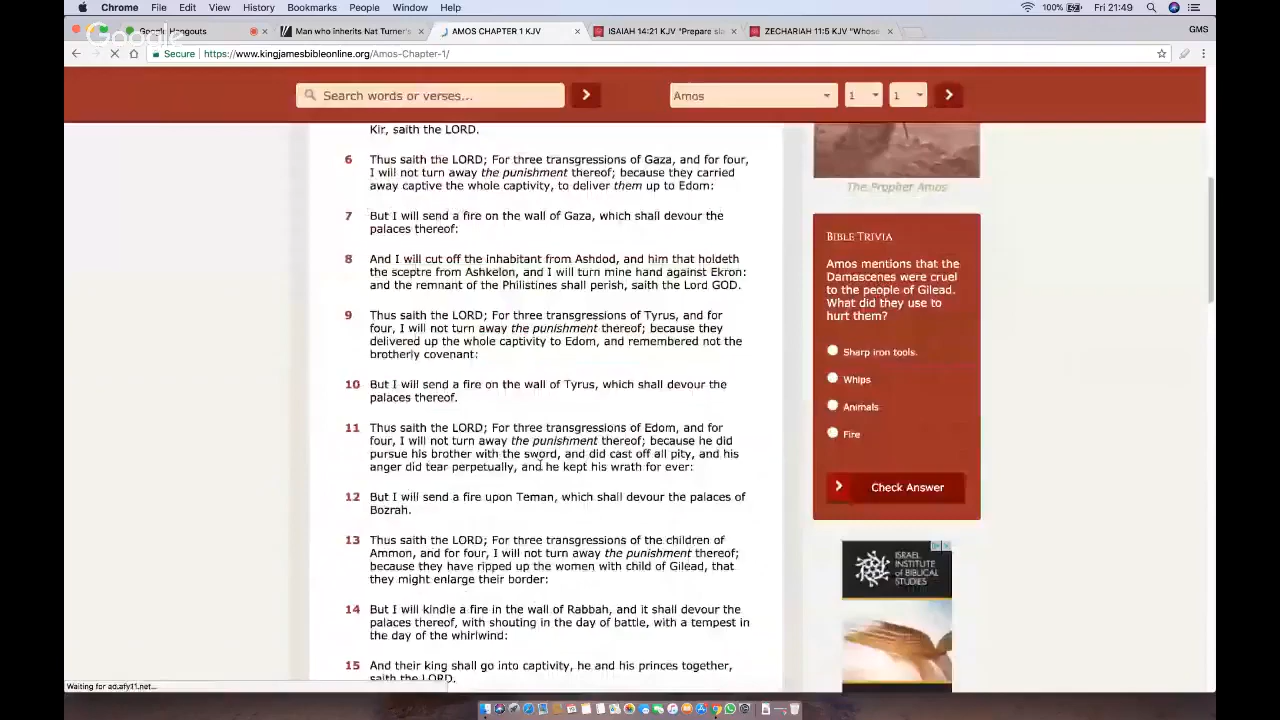 Chrome File Edit View History Bookmarks People Window Help 100% Fri 21:49
Google Hangouts Man who inherits Nat Turner's AMOS CHAPTER 1 KJV ISAIAH 14:21 KJV "Prepare sla ZECHARIAH 11:5 KJV "Whose GMS
Google
Secure https://www.kingjamesbibleonline.org/Amos-Chapter-1/
Search words or verses... Amos 1 1
Kir, saith the LORD.
6 Thus saith the LORD; For three transgressions of Gaza, and for four,
I will not turn away the punishment thereof; because they carried
away captive the whole captivity, to deliver them up to Edom:
7 But I will send a fire on the wall of Gaza, which shall devour the
palaces thereof:
8 And I will cut off the inhabitant from Ashdod, and him that holdeth
the sceptre from Ashkelon, and I will turn mine hand against Ekron:
and the remnant of the Philistines shall perish, saith the Lord GOD.
9 Thus saith the LORD; For three transgressions of Tyrus, and for
four, I will not turn away the punishment thereof; because they
delivered up the whole captivity to Edom, and remembered not the
brotherly covenant:
10 But I will send a fire on the wall of Tyrus, which shall devour the
palaces thereof.
11 Thus saith the LORD; For three transgressions of Edom, and for
four, I will not turn away the punishment thereof; because he did
pursue his brother with the sword, and did cast off all pity, and his
anger did tear perpetually, and he kept his wrath for ever:
12 But I will send a fire upon Teman, which shall devour the palaces of
Bozrah.
13 Thus saith the LORD; For three transgressions of the children of
Ammon, and for four, I will not turn away the punishment thereof;
because they have ripped up the women with child of Gilead, that
they might enlarge their border:
14 But I will kindle a fire in the wall of Rabbah, and it shall devour the
palaces thereof, with shouting in the day of battle, with a tempest in
the day of the whirlwind:
15 And their king shall go into captivity, he and his princes together,
saith the LORD.
The Prophet Amos
BIBLE TRIVIA
Amos mentions that the
Damascenes were cruel
to the people of Gilead.
What did they use to
hurt them?
Sharp iron tools.
Whips
Animals
Fire
Check Answer
ISRAEL
INSTITUTE
OF BIBLICAL
STUDIES
Waiting for ad.afy11.net...